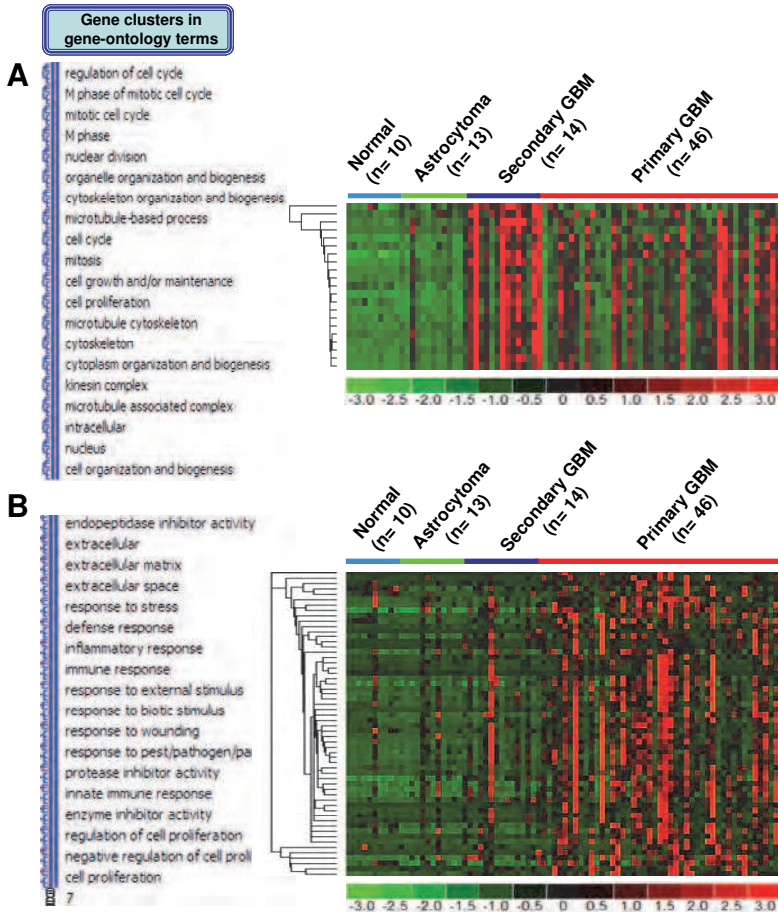 Gene clusters in
gene-ontology terms
A
regulation of cell cycle
M phase of mitotic cell cycle
mitotic cell cycle
M phase
nuclear division
organelle organization and biogenesis
cytoskeleton organization and biogenesis
microtubule-based process
cell cycle
mitosis
cell growth and/or maintenance
cell proliferation
microtubule cytoskeleton
cytoskeleton
cytoplasm organization and biogenesis
kinesin complex
microtubule associated complex
intracellular
nucleus
cell organization and biogenesis
Normal
(n= 10)
Astrocytoma
(n= 13)
Secondary GBM
(n= 14)
Primary GBM
(n= 46)
-3.0 -2.5 -2.0 -1.5 -1.0 -0.5 0 0.5 1.0 1.5 2.0 2.5 3.0
B
endopeptidase inhibitor activity
extracellular
extracellular matrix
extracellular space
response to stress
defense response
inflammatory response
immune response
response to external stimulus
response to biotic stimulus
response to wounding
response to pest/pathogen/pa
protease inhibitor activity
innate immune response
enzyme inhibitor activity
regulation of cell proliferation
negative regulation of cell proli
cell proliferation
7
Normal
(n= 10)
Astrocytoma
(n= 13)
Secondary GBM
(n= 14)
Primary GBM
(n= 46)
-3.0 -2.5 -2.0 -1.5 -1.0 -0.5 0 0.5 1.0 1.5 2.0 2.5 3.0